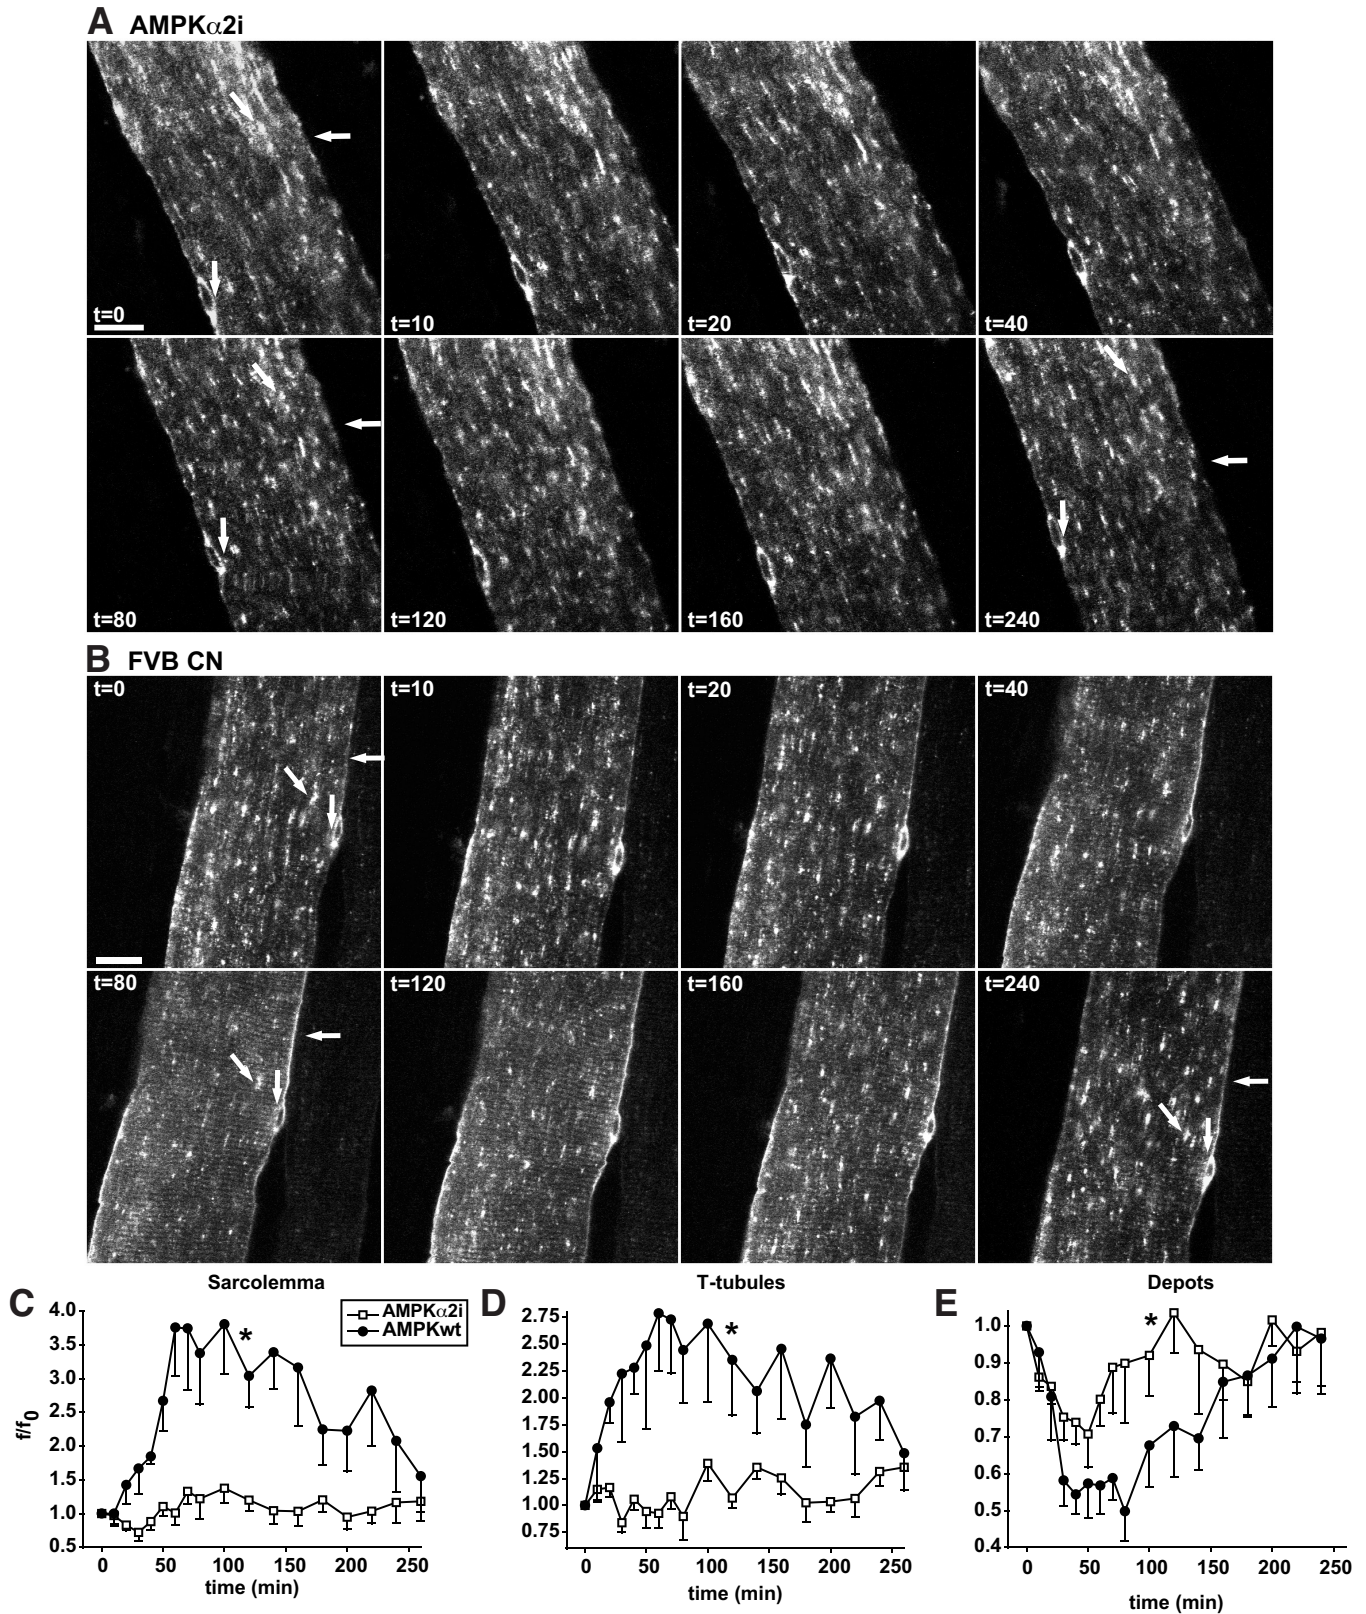 A AMPKα2i
t=0
t=10
t=20
t=40
t=80
t=120
t=160
t=240
B FVB CN
t=0
t=10
t=20
t=40
t=80
t=120
t=160
t=240
C
Sarcolemma
AMPKα2i
AMPKwt
*
f/f0
4.0
3.5
3.0
2.5
2.0
1.5
1.0
0.5
0 50 100 150 200 250
time (min)
D
T-tubules
*
2.75
2.50
2.25
2.00
1.75
1.50
1.25
1.00
0.75
0 50 100 150 200 250
time (min)
E
Depots
*
1.0
0.9
0.8
0.7
0.6
0.5
0.4
0 50 100 150 200 250
time (min)